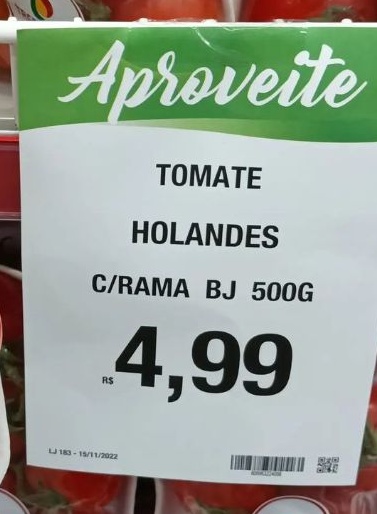 Aproveite
TOMATE
HOLANDES
C/RAMA BJ 500G
R$ 4,99
LJ 183 - 15/11/2022